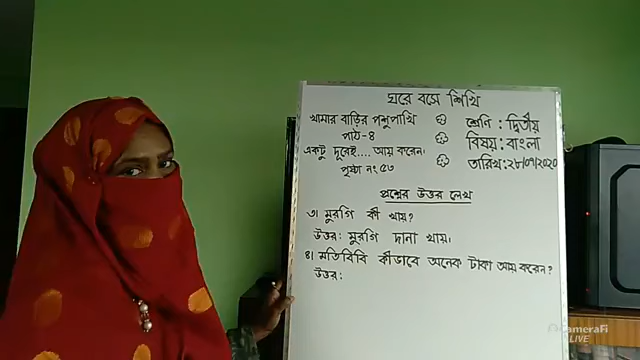 ঘরে বসে শিখি
খামার বাড়ির পশুপাখি
পাঠ-৪
একটু দূরেই.... আয় করেন।
পৃষ্ঠা নং ৫৩
শ্রেণি : দ্বিতীয়
বিষয় : বাংলা
তারিখ: ২৮/০৭/২০২০
প্রশ্নের উত্তর লেখ
৩। মুরগি কী খায়?
উত্তর: মুরগি দানা খায়।
৪। মতিবিবি কীভাবে অনেক টাকা আয় করেন?
উত্তর:
CameraFi
LIVE